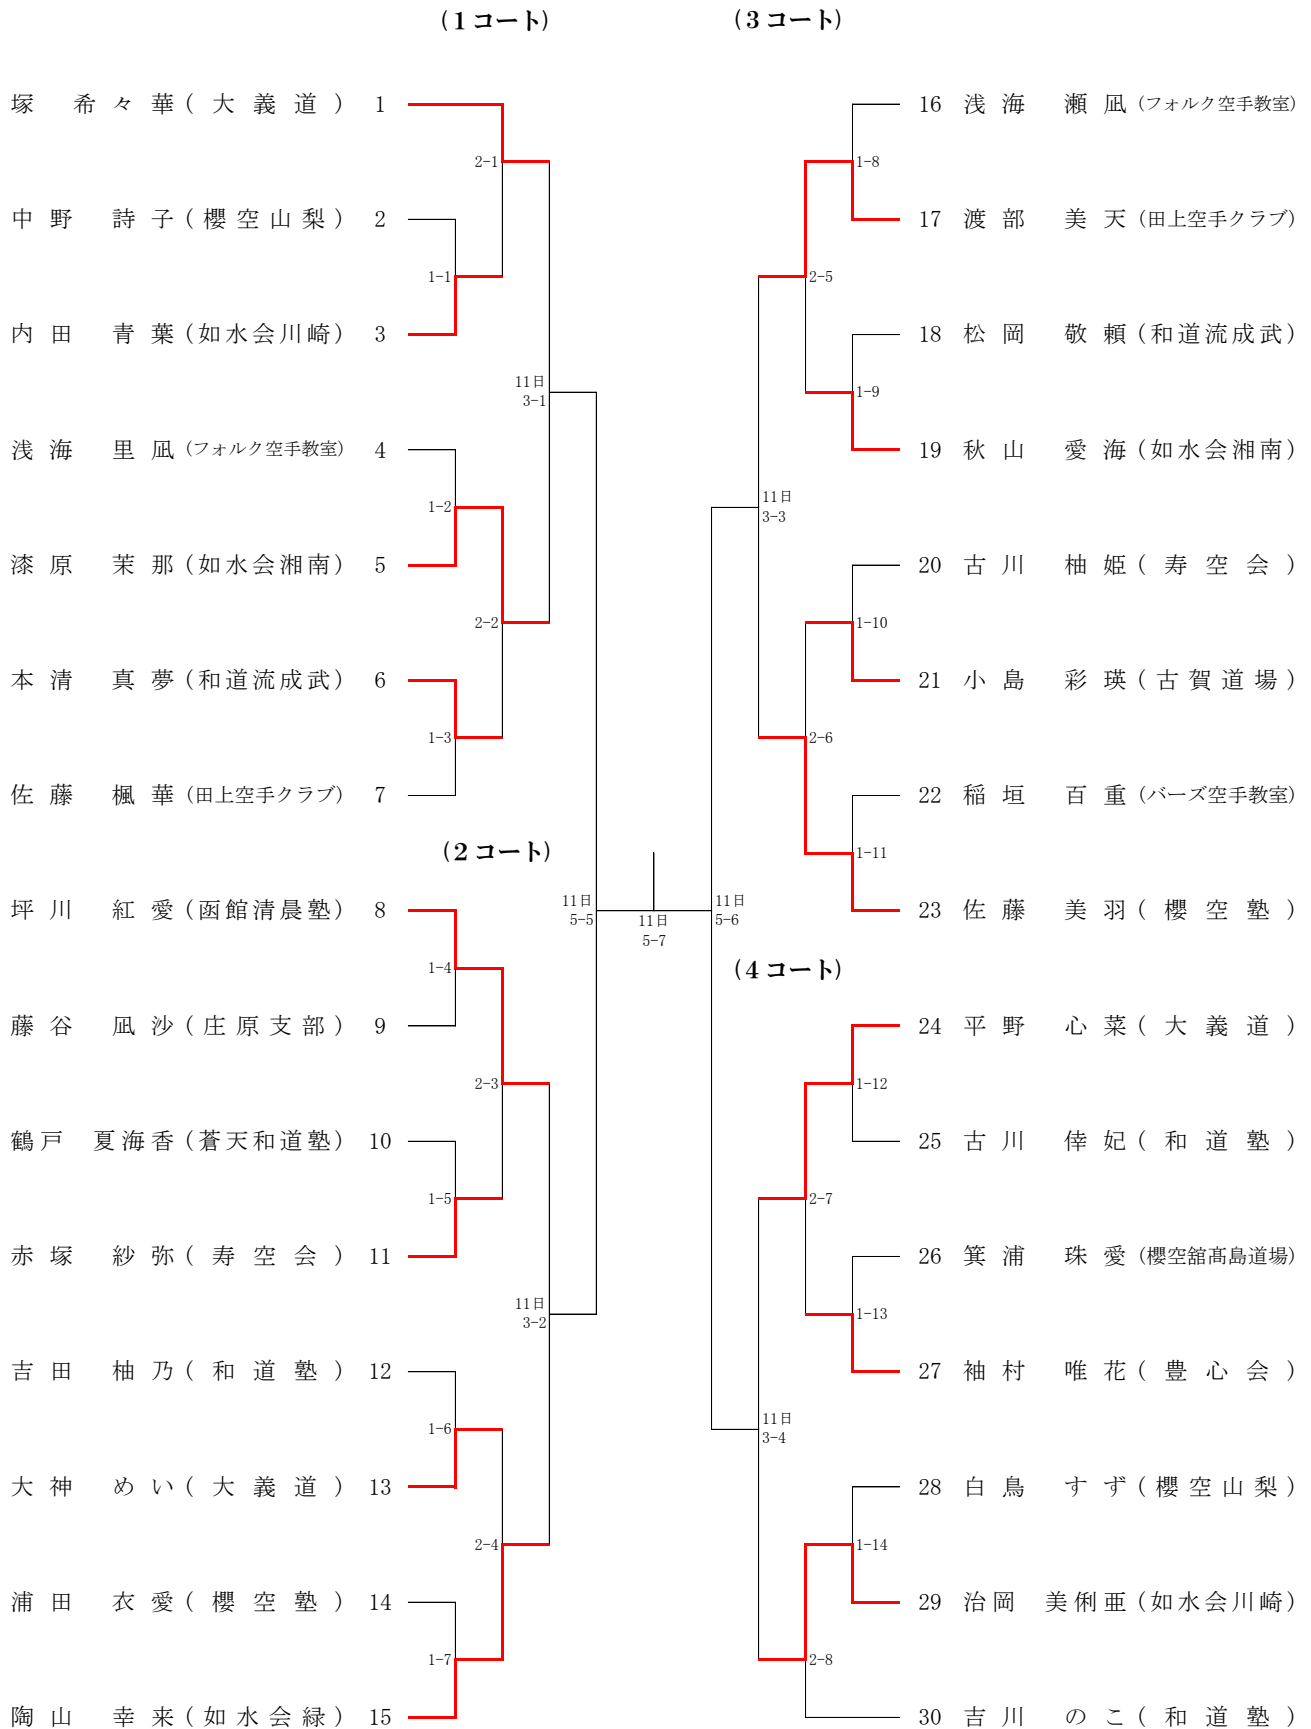 (1コート)
塚 希々華(大義道) 1
2-1
中野 詩子(櫻空山梨) 2
1-1
内田 青葉(如水会川崎) 3
11日
3-1
浅海 里凪(フォルク空手教室) 4
1-2
漆原 茉那(如水会湘南) 5
2-2
本清 真夢(和道流成武) 6
1-3
佐藤 楓華(田上空手クラブ) 7
(2コート)
11日
5-5
坪川 紅愛(函館清晨塾) 8
1-4
藤谷 凪沙(庄原支部) 9
2-3
鶴戸 夏海香(蒼天和道塾) 10
1-5
赤塚 紗弥(寿空会) 11
11日
3-2
吉田 柚乃(和道塾) 12
1-6
大神 めい(大義道) 13
2-4
浦田 衣愛(櫻空塾) 14
1-7
陶山 幸来(如水会緑) 15
11日
5-7
(3コート)
16 浅海 瀬凪(フォルク空手教室)
1-8
17 渡部 美天(田上空手クラブ)
2-5
18 松岡 敬頼(和道流成武)
1-9
19 秋山 愛海(如水会湘南)
11日
3-3
20 古川 柚姫(寿空会)
1-10
21 小島 彩瑛(古賀道場)
2-6
22 稲垣 百重(バーズ空手教室)
1-11
23 佐藤 美羽(櫻空塾)
11日
5-6
(4コート)
24 平野 心菜(大義道)
1-12
25 古川 倖妃(和道塾)
2-7
26 箕浦 珠愛(櫻空舘髙島道場)
1-13
27 袖村 唯花(豊心会)
11日
3-4
28 白鳥 すず(櫻空山梨)
1-14
29 治岡 美俐亜(如水会川崎)
2-8
30 吉川 のこ(和道塾)